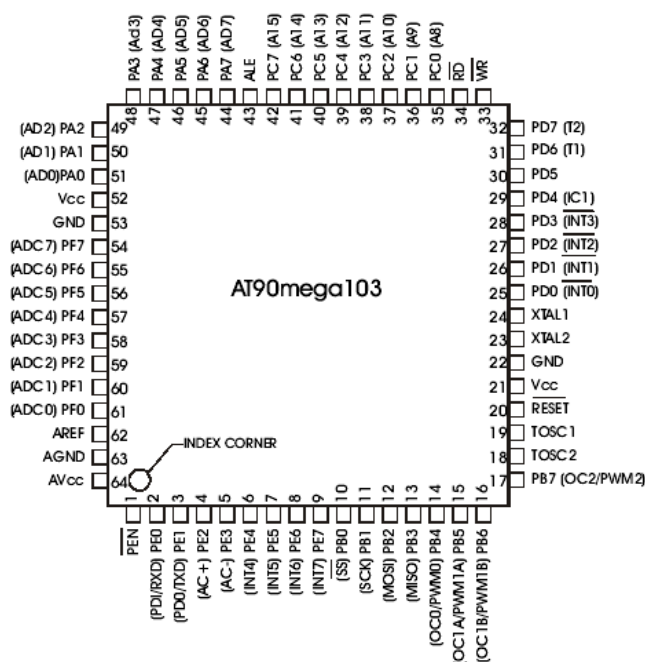 PA3 (Ad3)
PA4 (AD4)
PA5 (AD5)
PA6 (AD6)
PA7 (AD7)
ALE
PC7 (A15)
PC6 (A14)
PC5 (A13)
PC4 (A12)
PC3 (A11)
PC2 (A10)
PC1 (A9)
PC0 (A8)
RD
WR
48
47
46
45
44
43
42
41
40
39
38
37
36
35
34
33
(AD2) PA2 49
(AD1) PA1 50
(AD0)PA0 51
Vcc 52
GND 53
(ADC7) PF7 54
(ADC6) PF6 55
(ADC5) PF5 56
(ADC4) PF4 57
(ADC3) PF3 58
(ADC2) PF2 59
(ADC1) PF1 60
(ADC0) PF0 61
AREF 62
AGND 63
AVcc 64
AT90mega103
INDEX CORNER
32 PD7 (T2)
31 PD6 (T1)
30 PD5
29 PD4 (IC1)
28 PD3 (INT3)
27 PD2 (INT2)
26 PD1 (INT1)
25 PD0 (INT0)
24 XTAL1
23 XTAL2
22 GND
21 Vcc
20 RESET
19 TOSC1
18 TOSC2
17 PB7 (OC2/PWM2)
1
2
3
4
5
6
7
8
9
10
11
12
13
14
15
16
PEN
(PDI/RXD) PE0
(PD0/TXD) PE1
(AC+) PE2
(AC-) PE3
(INT4) PE4
(INT5) PE5
(INT6) PE6
(INT7) PE7
(SS) PB0
(SCK) PB1
(MOSI) PB2
(MISO) PB3
(OC0/PWM0) PB4
OC1A/PWM1A) PB5
(OC1B/PWM1B) PB6